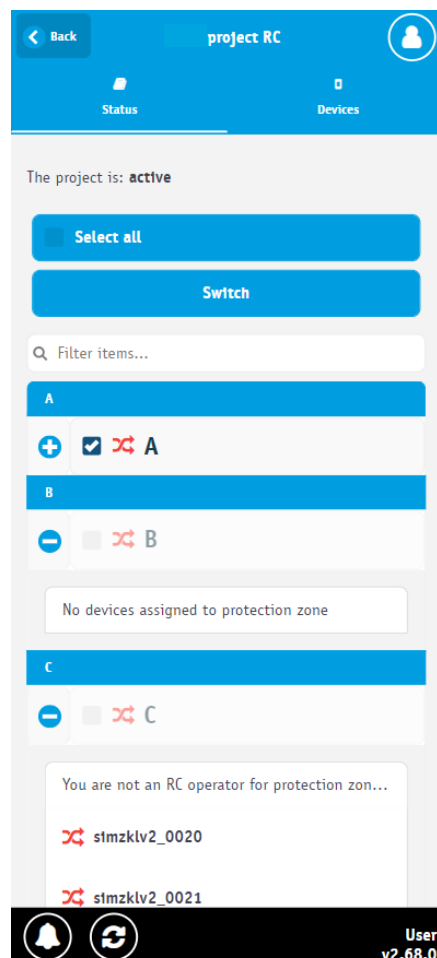 Back
project RC
Status
Devices
The project is: active
Select all
Switch
Filter items...
A
A
B
B
No devices assigned to protection zone
C
C
You are not an RC operator for protection zon...
s1mzklv2_0020
s1mzklv2_0021
User
v2.68.0